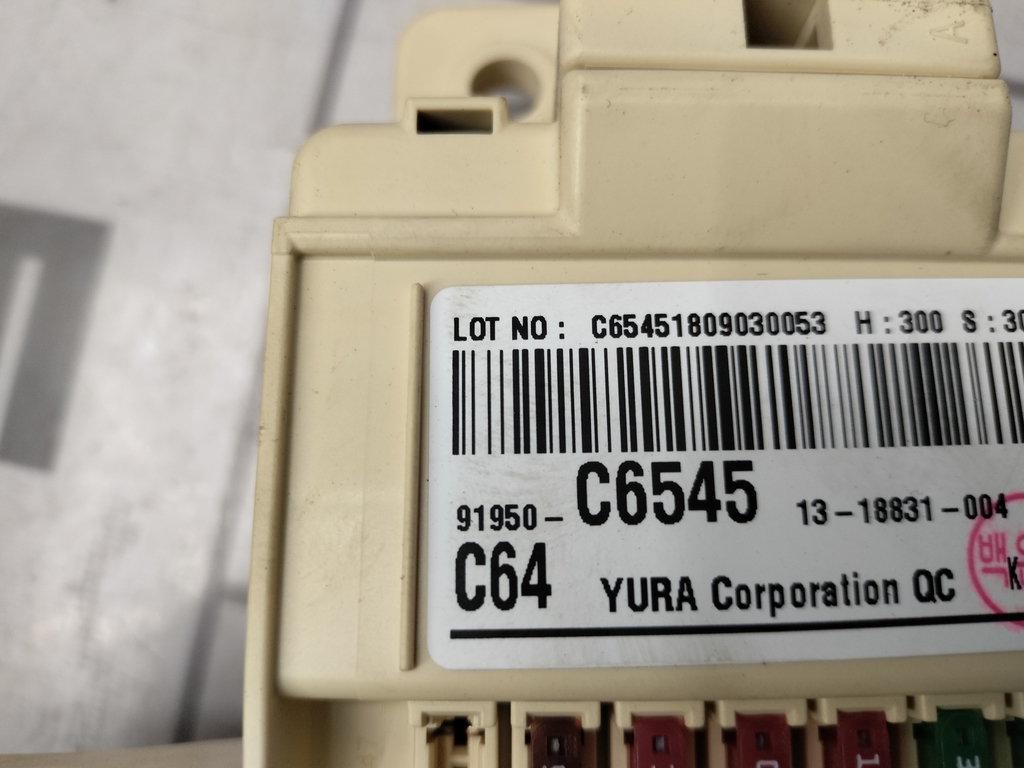 A
LOT NO : C65451809030053 H : 300 S : 30
91950 - C6545 13-18831-004
C64 YURA Corporation QC K